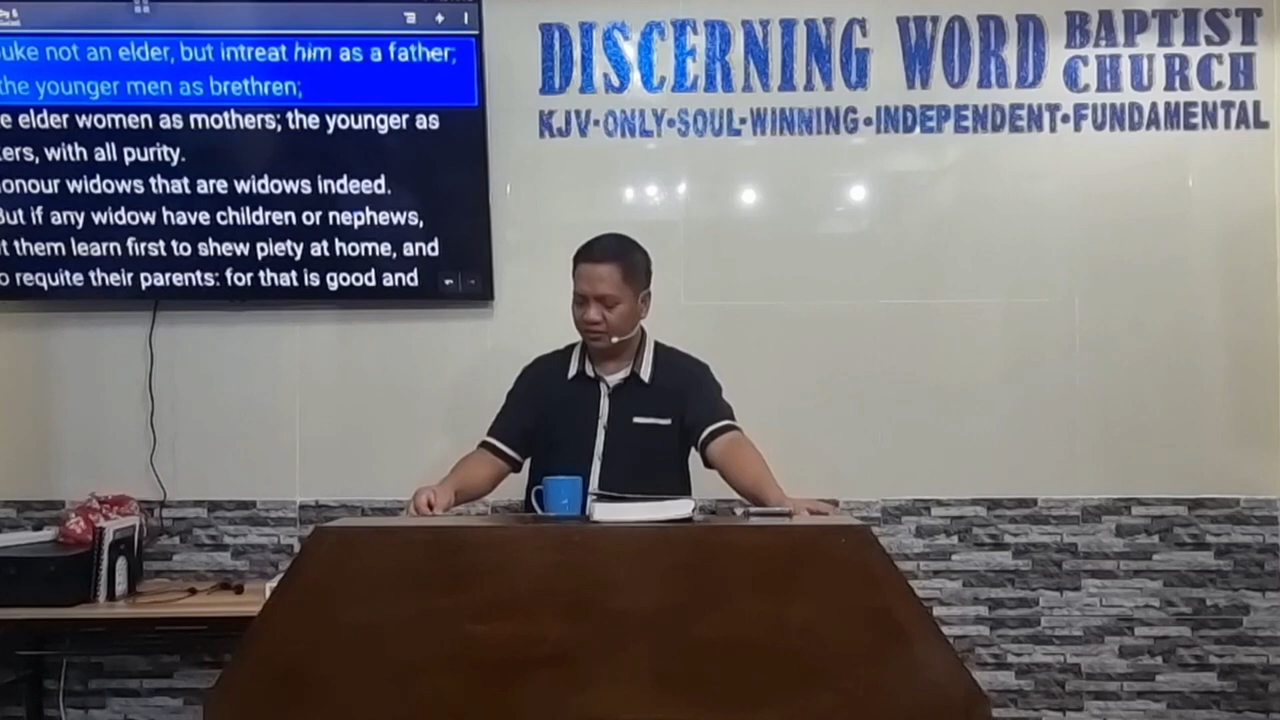 uke not an elder, but intreat him as a father;
the younger men as brethren;
e elder women as mothers; the younger as
ers, with all purity.
onour widows that are widows indeed.
But if any widow have children or nephews,
t them learn first to shew piety at home, and
o requite their parents: for that is good and
DISCERNING WORD BAPTIST CHURCH
KJV-ONLY•SOUL-WINNING•INDEPENDENT•FUNDAMENTAL